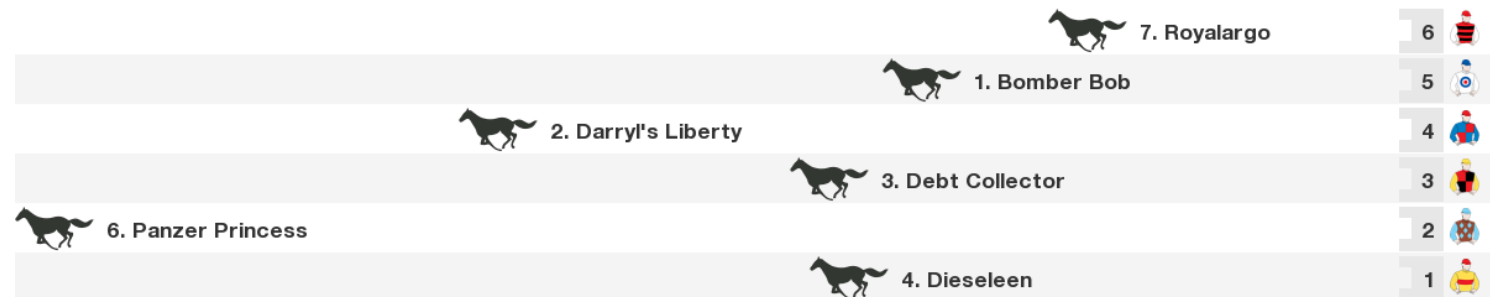 7. Royalargo 6
1. Bomber Bob 5
2. Darryl's Liberty 4
3. Debt Collector 3
6. Panzer Princess 2
4. Dieseleen 1